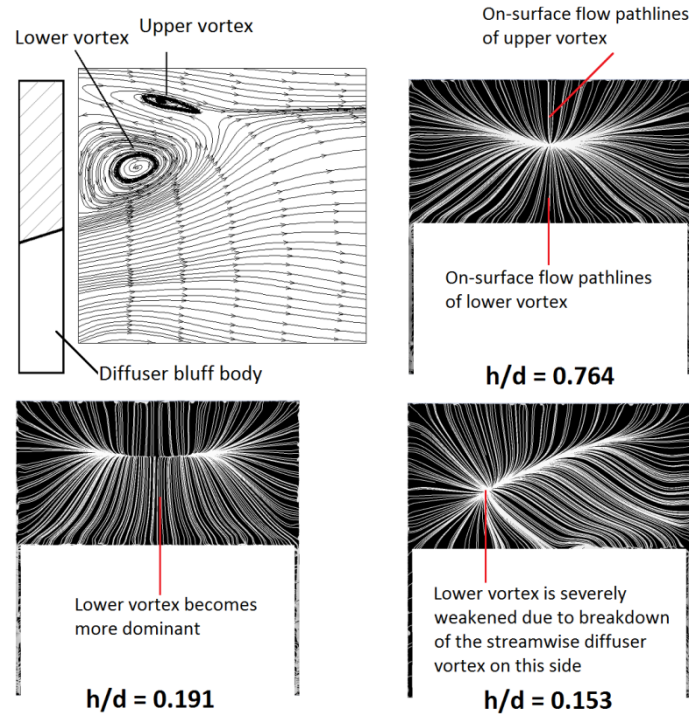 Lower vortex
Upper vortex
Diffuser bluff body
On-surface flow pathlines
of upper vortex
On-surface flow pathlines
of lower vortex
h/d = 0.764
Lower vortex becomes
more dominant
h/d = 0.191
Lower vortex is severely
weakened due to breakdown
of the streamwise diffuser
vortex on this side
h/d = 0.153